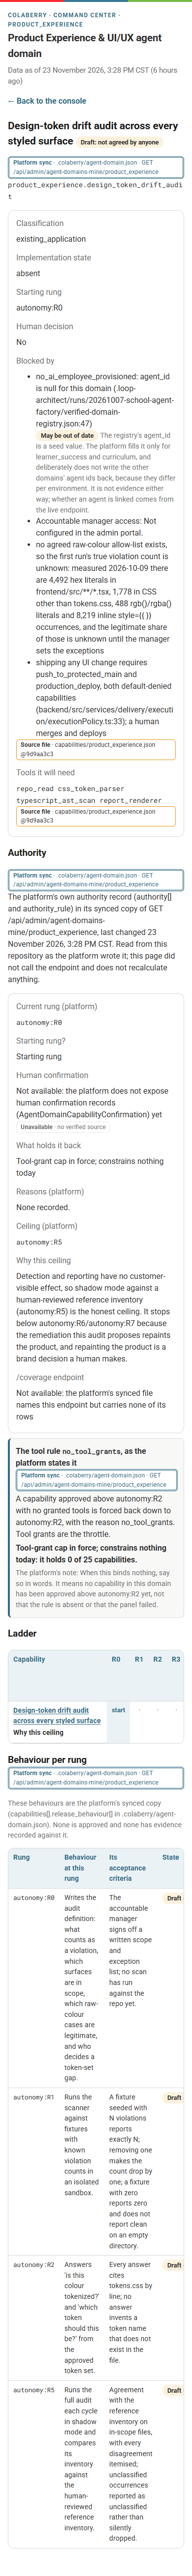 COLABERRY · COMMAND CENTER ·
PRODUCT_EXPERIENCE
Product Experience & UI/UX agent
domain
Data as of 23 November, 3:28 PM CST (6 hours
ago)
← Back to the console
Design-token drift audit across every
styled surface Draft: not agreed by anyone
Platform sync · .colaberry/agent-domain.json · GET
/api/admin/agent-domains-mine/product_experience
product_experience.design_token_drift_audi
t
Classification
existing_application
Implementation state
absent
Starting rung
autonomy:R0
Human decision
No
Blocked by
no_ai_employee_provisioned: agent_id
is null for this domain (.loop-
architect/runs/20261007-school-agent-
factory/verified-domain-
registry.json:47)
May be out of date The registry's agent_id
is a seed value. The platform fills it only for
learner_success and curriculum, and
deliberately does not write the other
domains' agent ids back, because they
differ per environment. It is not evidence either
way; whether an agent is linked comes from
the live endpoint.
Accountable manager access: Not
configured in the admin portal.
no agreed raw-colour allow-list exists,
so the first run's true violation count is
unknown: measured 2026-10-09 there
are 4,492 hex literals in
frontend/src/**/*.tsx, 1,778 in CSS
other than tokens.css, 488 rgb()/rgba()
literals and 8,219 inline style={{ }}
occurrences, and the legitimate share
of those is unknown until the manager
sets the exceptions
shipping any UI change requires
push_to_protected_main and
production_deploy, both default-denied
capabilities
(backend/src/services/delivery/executi
on/executionPolicy.ts:33); a human
merges and deploys
Source file · capabilities/product_experience.json
@9d9aa3c3
Tools it will need
repo_read css_token_parser
typescript_ast_scan report_renderer
Source file · capabilities/product_experience.json
@9d9aa3c3
Authority
Platform sync · .colaberry/agent-domain.json · GET
/api/admin/agent-domains-mine/product_experience
The platform's own authority record (authority[]
and authority_rule) in its synced copy of GET
/api/admin/agent-domains-
mine/product_experience, last changed 23
November 2026, 3:28 PM CST. Read from this
repository as the platform wrote it; this page did
not call the endpoint and does not recalculate
anything.
Current rung (platform)
autonomy:R0
Starting rung?
Starting rung
Human confirmation
Not available: the platform does not expose
human confirmation records
(AgentDomainCapabilityConfirmation) yet
Unavailable · no verified source
What holds it back
Tool-grant cap in force; constrains nothing
today
Reasons (platform)
None recorded.
Ceiling (platform)
autonomy:R5
Why this ceiling
Detection and reporting have no customer-
visible effect, so shadow mode against a
human-reviewed reference inventory
(autonomy:R5) is the honest ceiling. It stops
below autonomy:R6/autonomy:R7 because
the remediation this audit proposes repaints
the product, and repainting the product is a
brand decision a human makes.
/coverage endpoint
Not available: the platform's synced file
names this endpoint but carries none of its
rows
The tool rule no_tool_grants, as the
platform states it
Platform sync · .colaberry/agent-domain.json · GET
/api/admin/agent-domains-mine/product_experience
A capability approved above autonomy:R2
with no granted tools is forced back down to
autonomy:R2, with the reason no_tool_grants.
Tool grants are the throttle.
Tool-grant cap in force; constrains nothing
today: it holds 0 of 25 capabilities.
The platform's note: When this binds nothing, say
so in words. It means no capability in this domain
has been approved above autonomy:R2 yet, not
that the rule is absent or that the panel failed.
Ladder
Capability R0 R1 R2 R3
Design-token drift audit
across every styled surface
Why this ceiling
start · · ·
Behaviour per rung
Platform sync · .colaberry/agent-domain.json · GET
/api/admin/agent-domains-mine/product_experience
These behaviours are the platform's synced copy
(capabilities[].release_behaviour[] in .colaberry/agent-
domain.json). None is approved and none has evidence
recorded against it.
Rung Behaviour at this rung Its acceptance criteria State
autonomy:R0 Writes the audit definition: what counts as a violation, which surfaces are in scope, which raw-colour cases are legitimate, and who decides a token-set gap. The accountable manager signs off a written scope and exception list; no scan has run against the repo yet. Draft
autonomy:R1 Runs the scanner against fixtures with known violation counts in an isolated sandbox. A fixture seeded with N violations reports exactly N; removing one makes the count drop by one; a fixture with zero reports zero and does not report clean on an empty directory. Draft
autonomy:R2 Answers 'is this colour tokenized?' and 'which token should this be?' from the approved token set. Every answer cites tokens.css by line; no answer invents a token name that does not exist in the file. Draft
autonomy:R5 Runs the full audit each cycle in shadow mode and compares its inventory against the human-reviewed reference inventory. Agreement with the reference inventory on in-scope files, with every disagreement itemised; unclassified occurrences reported as unclassified rather than silently dropped. Draft